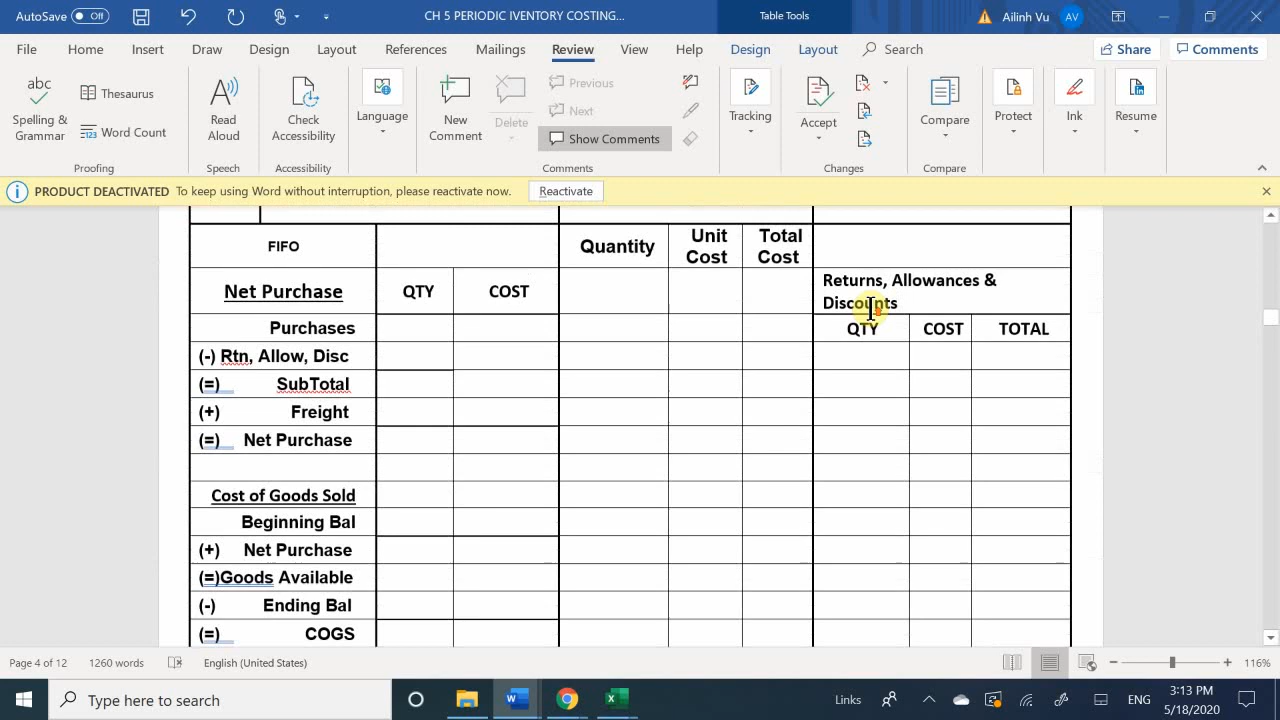 AutoSave Off CH 5 PERIODIC IVENTORY COSTING... Table Tools Ailinh Vu AV
File Home Insert Draw Design Layout References Mailings Review View Help Design Layout Search Share Comments
abc Spelling & Grammar
Thesaurus
123 Word Count
Proofing
Read Aloud
Speech
Check Accessibility
Accessibility
Language
New Comment
Delete
Previous
Next
Show Comments
Comments
Tracking
Accept
Changes
Compare
Compare
Protect
Ink
Resume
Resume
PRODUCT DEACTIVATED To keep using Word without interruption, please reactivate now. Reactivate
FIFO Quantity Unit Cost Total Cost
Net Purchase QTY COST Returns, Allowances &
Discounts
Purchases QTY COST TOTAL
(-) Rtn, Allow, Disc
(=) SubTotal
(+) Freight
(=) Net Purchase
Cost of Goods Sold
Beginning Bal
(+) Net Purchase
(=)Goods Available
(-) Ending Bal
(=) COGS
Page 4 of 12 1260 words English (United States) 116%
Type here to search Links ENG 3:13 PM
5/18/2020